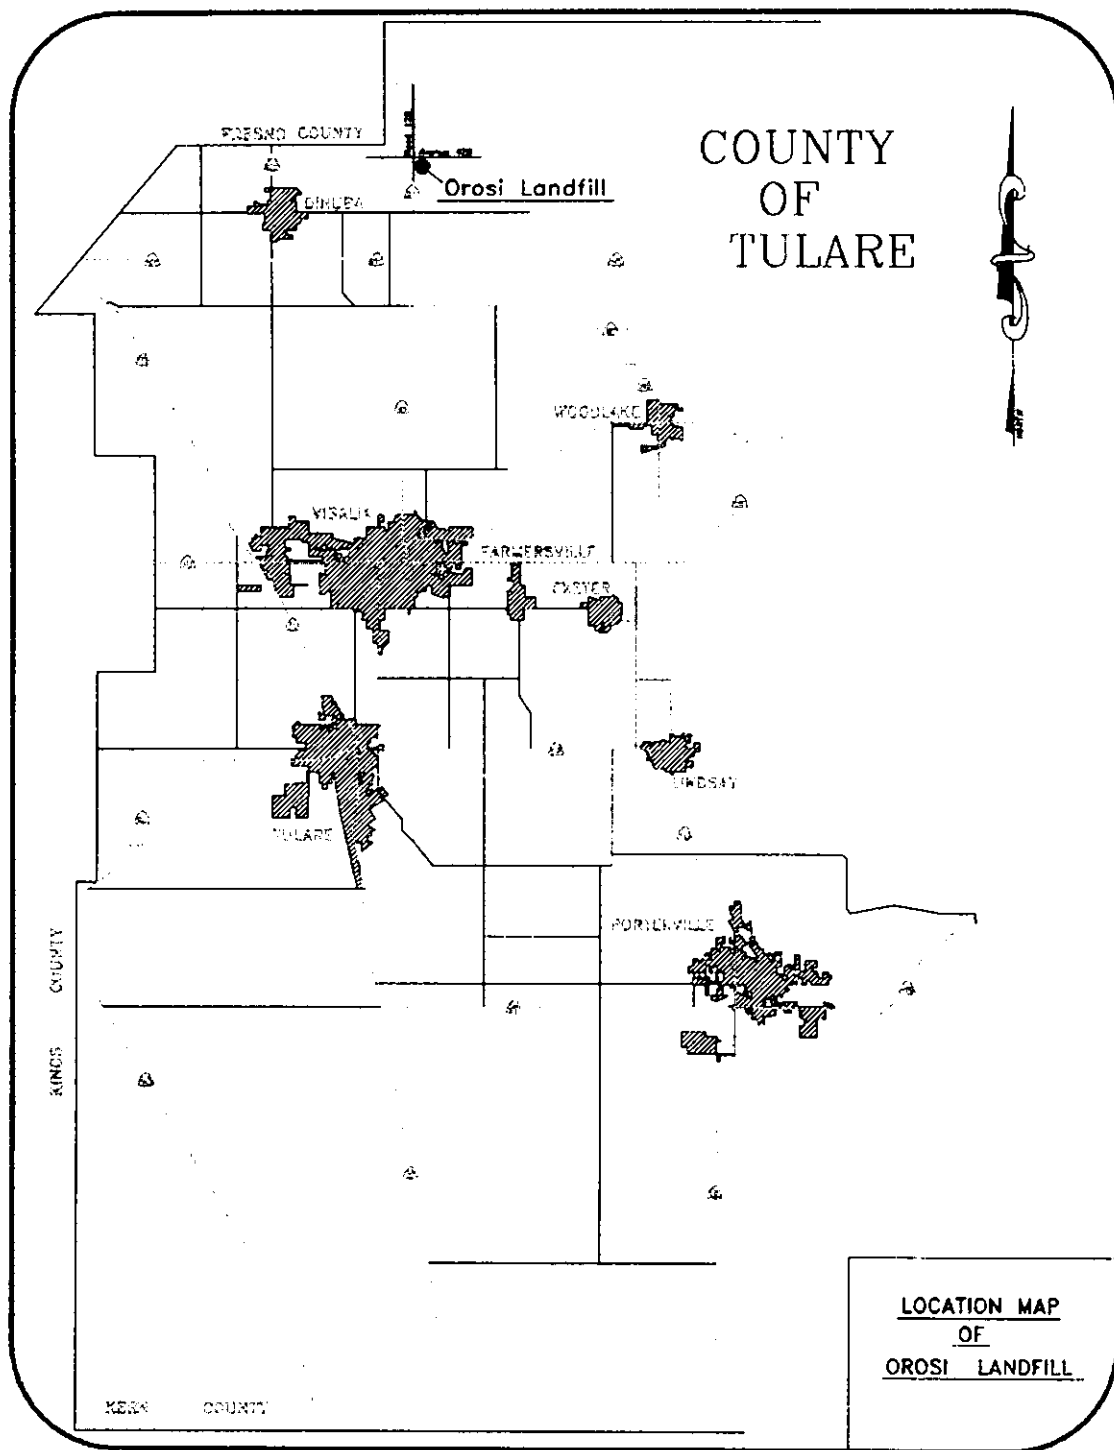 FRESNO COUNTY
COUNTY
OF
TULARE
Orosi Landfill
DINUBA
WOODLAKE
VISALIA
FARMERSVILLE
EXETER
LINDSAY
TULARE
PORTERVILLE
KINGS COUNTY
LOCATION MAP
OF
OROSI LANDFILL
KERN COUNTY